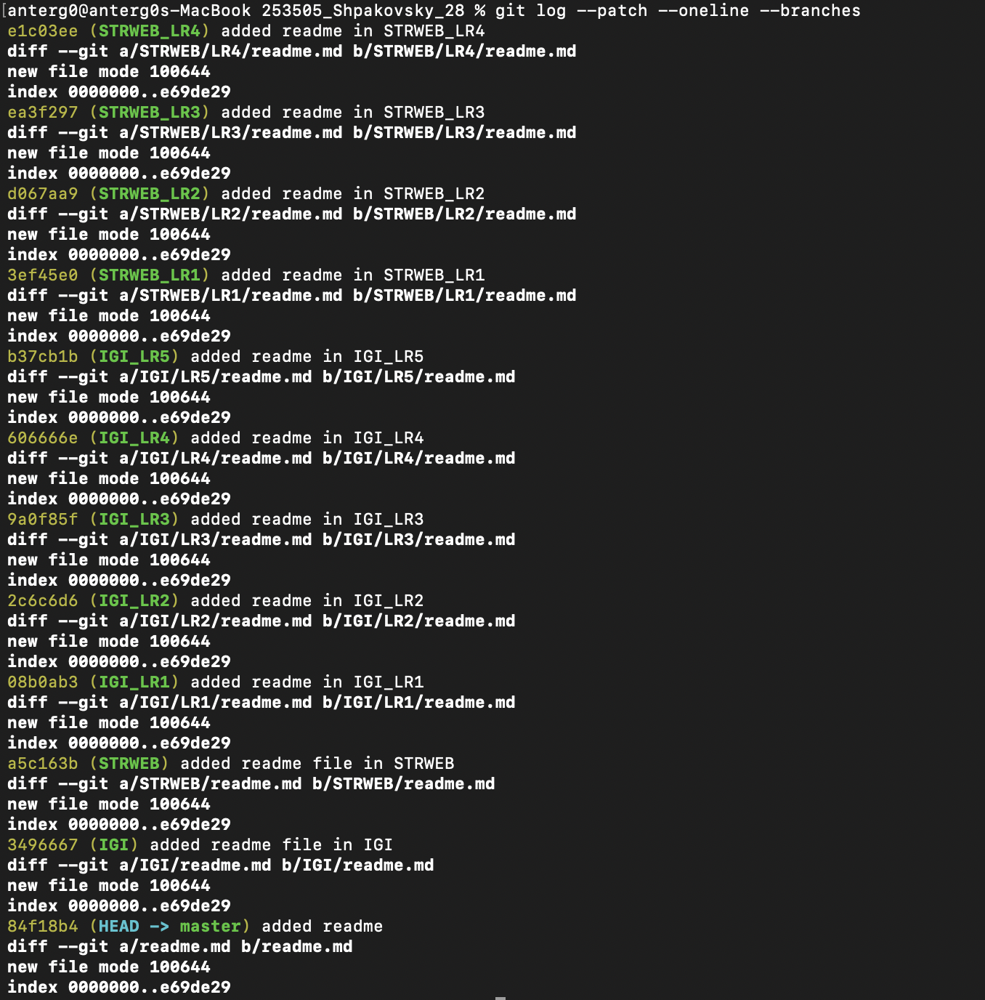 [anterg0@anterg0s-MacBook 253505_Shpakovsky_28 % git log --patch --oneline --branches
e1c03ee (STRWEB_LR4) added readme in STRWEB_LR4
diff --git a/STRWEB/LR4/readme.md b/STRWEB/LR4/readme.md
new file mode 100644
index 0000000..e69de29
ea3f297 (STRWEB_LR3) added readme in STRWEB_LR3
diff --git a/STRWEB/LR3/readme.md b/STRWEB/LR3/readme.md
new file mode 100644
index 0000000..e69de29
d067aa9 (STRWEB_LR2) added readme in STRWEB_LR2
diff --git a/STRWEB/LR2/readme.md b/STRWEB/LR2/readme.md
new file mode 100644
index 0000000..e69de29
3ef45e0 (STRWEB_LR1) added readme in STRWEB_LR1
diff --git a/STRWEB/LR1/readme.md b/STRWEB/LR1/readme.md
new file mode 100644
index 0000000..e69de29
b37cb1b (IGI_LR5) added readme in IGI_LR5
diff --git a/IGI/LR5/readme.md b/IGI/LR5/readme.md
new file mode 100644
index 0000000..e69de29
606666e (IGI_LR4) added readme in IGI_LR4
diff --git a/IGI/LR4/readme.md b/IGI/LR4/readme.md
new file mode 100644
index 0000000..e69de29
9a0f85f (IGI_LR3) added readme in IGI_LR3
diff --git a/IGI/LR3/readme.md b/IGI/LR3/readme.md
new file mode 100644
index 0000000..e69de29
2c6c6d6 (IGI_LR2) added readme in IGI_LR2
diff --git a/IGI/LR2/readme.md b/IGI/LR2/readme.md
new file mode 100644
index 0000000..e69de29
08b0ab3 (IGI_LR1) added readme in IGI_LR1
diff --git a/IGI/LR1/readme.md b/IGI/LR1/readme.md
new file mode 100644
index 0000000..e69de29
a5c163b (STRWEB) added readme file in STRWEB
diff --git a/STRWEB/readme.md b/STRWEB/readme.md
new file mode 100644
index 0000000..e69de29
3496667 (IGI) added readme file in IGI
diff --git a/IGI/readme.md b/IGI/readme.md
new file mode 100644
index 0000000..e69de29
84f18b4 (HEAD -> master) added readme
diff --git a/readme.md b/readme.md
new file mode 100644
index 0000000..e69de29